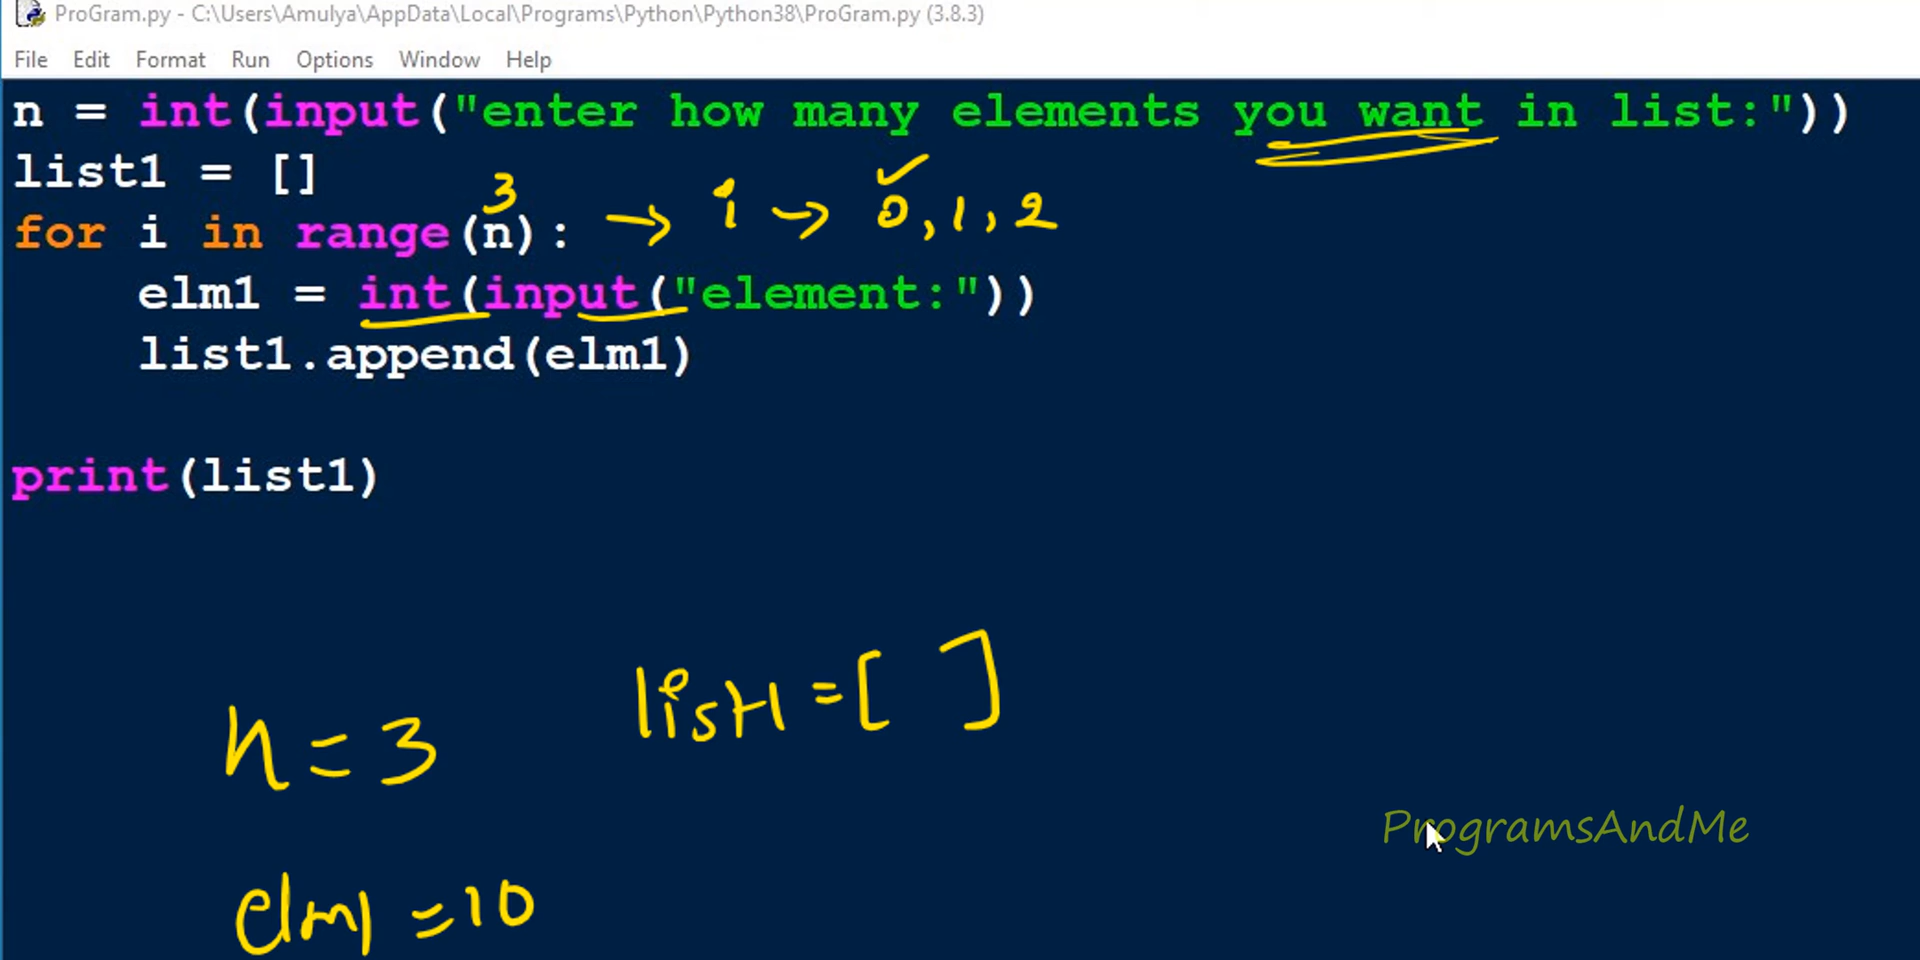 ProGram.py - C:\Users\Amulya\AppData\Local\Programs\Python\Python38\ProGram.py (3.8.3)
File Edit Format Run Options Window Help
n = int(input("enter how many elements you want in list:"))
list1 = []
3
for i in range(n): → i → 0, 1, 2
elm1 = int(input("element:"))
list1.append(elm1)
print(list1)
list1 = [ ]
n = 3
ProgramsAndMe
elm1 = 10